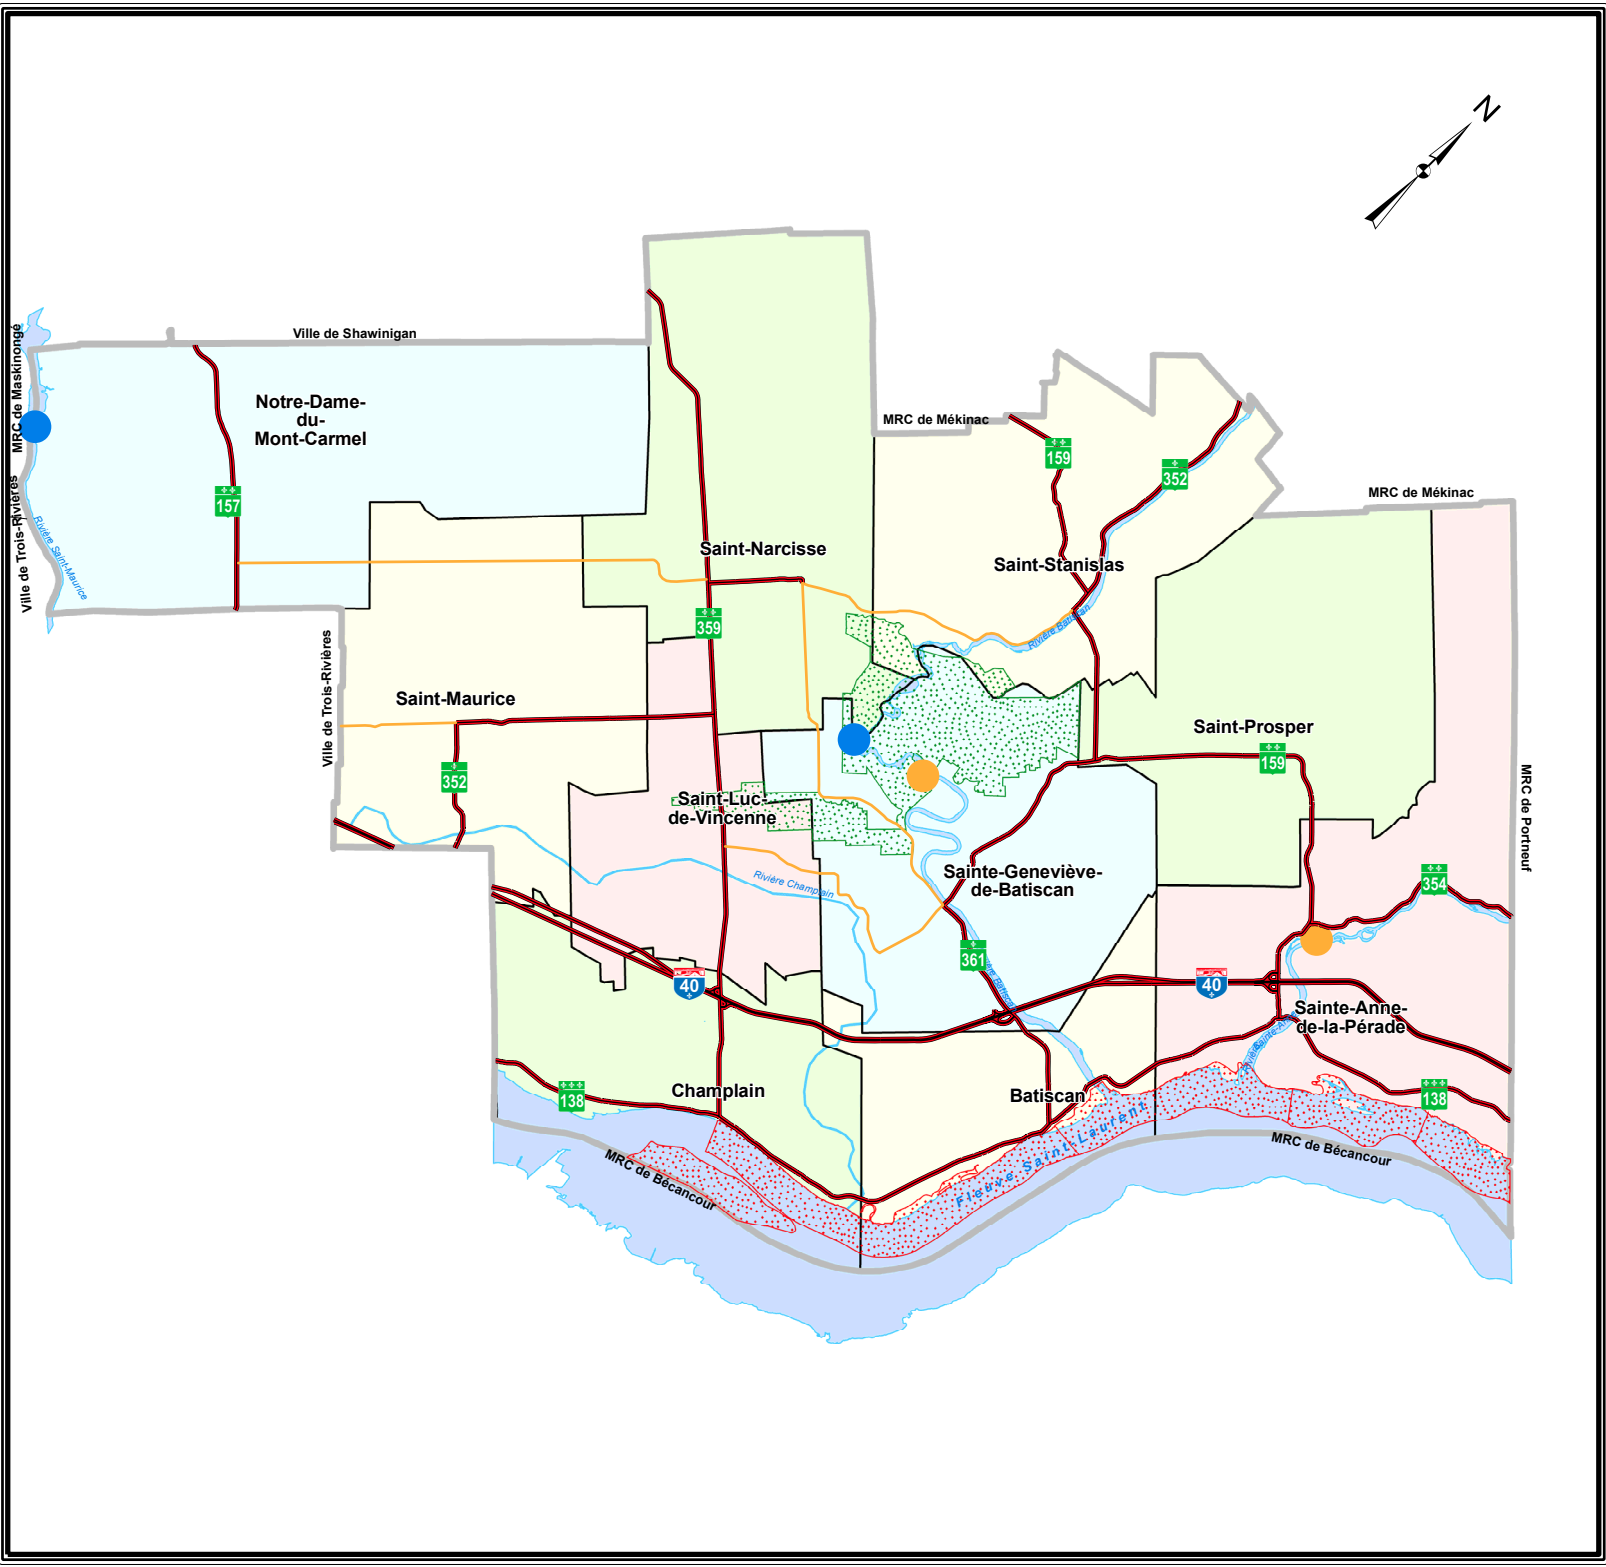 N
Ville de Shawinigan
MRC de Maskinongé
Notre-Dame-
du-
Mont-Carmel
MRC de Mékinac
159
352
157
MRC de Mékinac
Ville de Trois-Rivières
Rivière Saint-Maurice
Saint-Narcisse
Saint-Stanislas
359
Rivière Batiscan
Ville de Trois-Rivières
Saint-Maurice
Saint-Prosper
159
352
MRC de Portneuf
Saint-Luc-
de-Vincenne
Rivière Champlain
Sainte-Geneviève-
de-Batiscan
354
361
Batiscan
40
40
Sainte-Anne-
de-la-Pérade
Sainte-Anne
Champlain
138
Batiscan
138
Fleuve Saint-Laurent
MRC de Bécancour
MRC de Bécancour